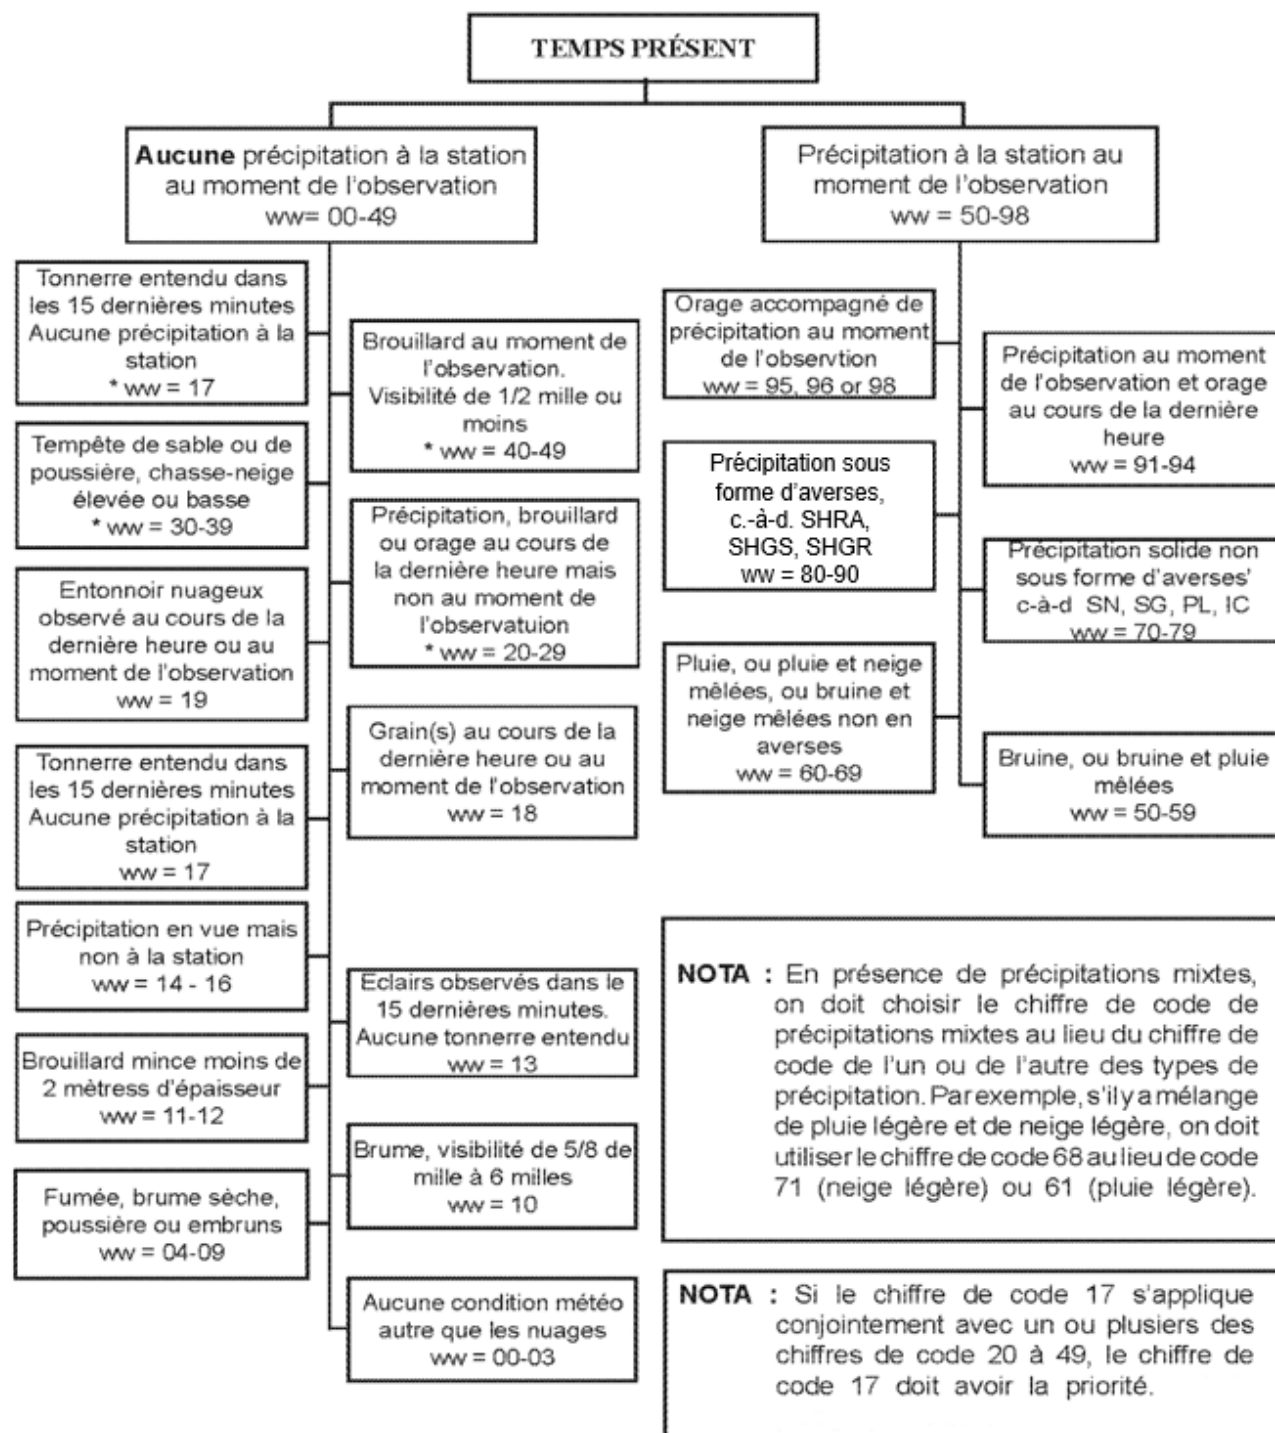 TEMPS PRÉSENT
Aucune précipitation à la station
au moment de l'observation
ww= 00-49
Tonnerre entendu dans
les 15 dernières minutes
Aucune précipitation à la
station
* ww = 17
Brouillard au moment de
l'observation.
Visibilité de 1/2 mille ou
moins
* ww = 40-49
Tempête de sable ou de
poussière, chasse-neige
élevée ou basse
* ww = 30-39
Précipitation, brouillard
ou orage au cours de
la dernière heure mais
non au moment de
l'observatuion
* ww = 20-29
Entonnoir nuageux
observé au cours de la
dernière heure ou au
moment de l'observation
ww = 19
Grain(s) au cours de la
dernière heure ou au
moment de l'observation
ww = 18
Tonnerre entendu dans
les 15 dernières minutes
Aucune précipitation à la
station
ww = 17
Précipitation en vue mais
non à la station
ww = 14 - 16
Eclairs observés dans le
15 dernières minutes.
Aucune tonnerre entendu
ww = 13
Brouillard mince moins de
2 mètress d'épaisseur
ww = 11-12
Brume, visibilité de 5/8 de
mille à 6 milles
ww = 10
Fumée, brume sèche,
poussière ou embruns
ww = 04-09
Aucune condition météo
autre que les nuages
ww = 00-03
Précipitation à la station au
moment de l'observation
ww = 50-98
Orage accompagné de
précipitation au moment
de l'observtion
ww = 95, 96 or 98
Précipitation au moment
de l'observation et orage
au cours de la dernière
heure
ww = 91-94
Précipitation sous
forme d'averses,
c.-à-d. SHRA,
SHGS, SHGR
ww = 80-90
Précipitation solide non
sous forme d'averses'
c-à-d SN, SG, PL, IC
ww = 70-79
Pluie, ou pluie et neige
mêlées, ou bruine et
neige mêlées non en
averses
ww = 60-69
Bruine, ou bruine et pluie
mêlées
ww = 50-59
NOTA : En présence de précipitations mixtes,
on doit choisir le chiffre de code de
précipitations mixtes au lieu du chiffre de
code de l'un ou de l'autre des types de
précipitation. Par exemple, s'il y a mélange
de pluie légère et de neige légère, on doit
utiliser le chiffre de code 68 au lieu de code
71 (neige légère) ou 61 (pluie légère).
NOTA : Si le chiffre de code 17 s'applique
conjointement avec un ou plusiers des
chiffres de code 20 à 49, le chiffre de
code 17 doit avoir la priorité.